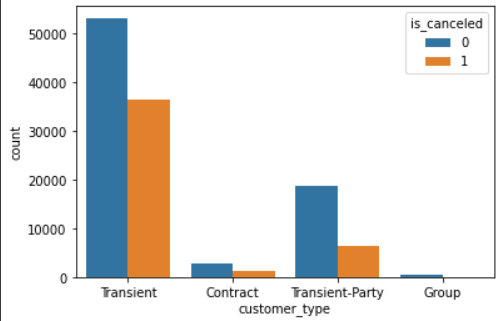 is_canceled
0
1
50000
40000
30000
20000
10000
0
count
Transient Contract Transient-Party Group
customer_type